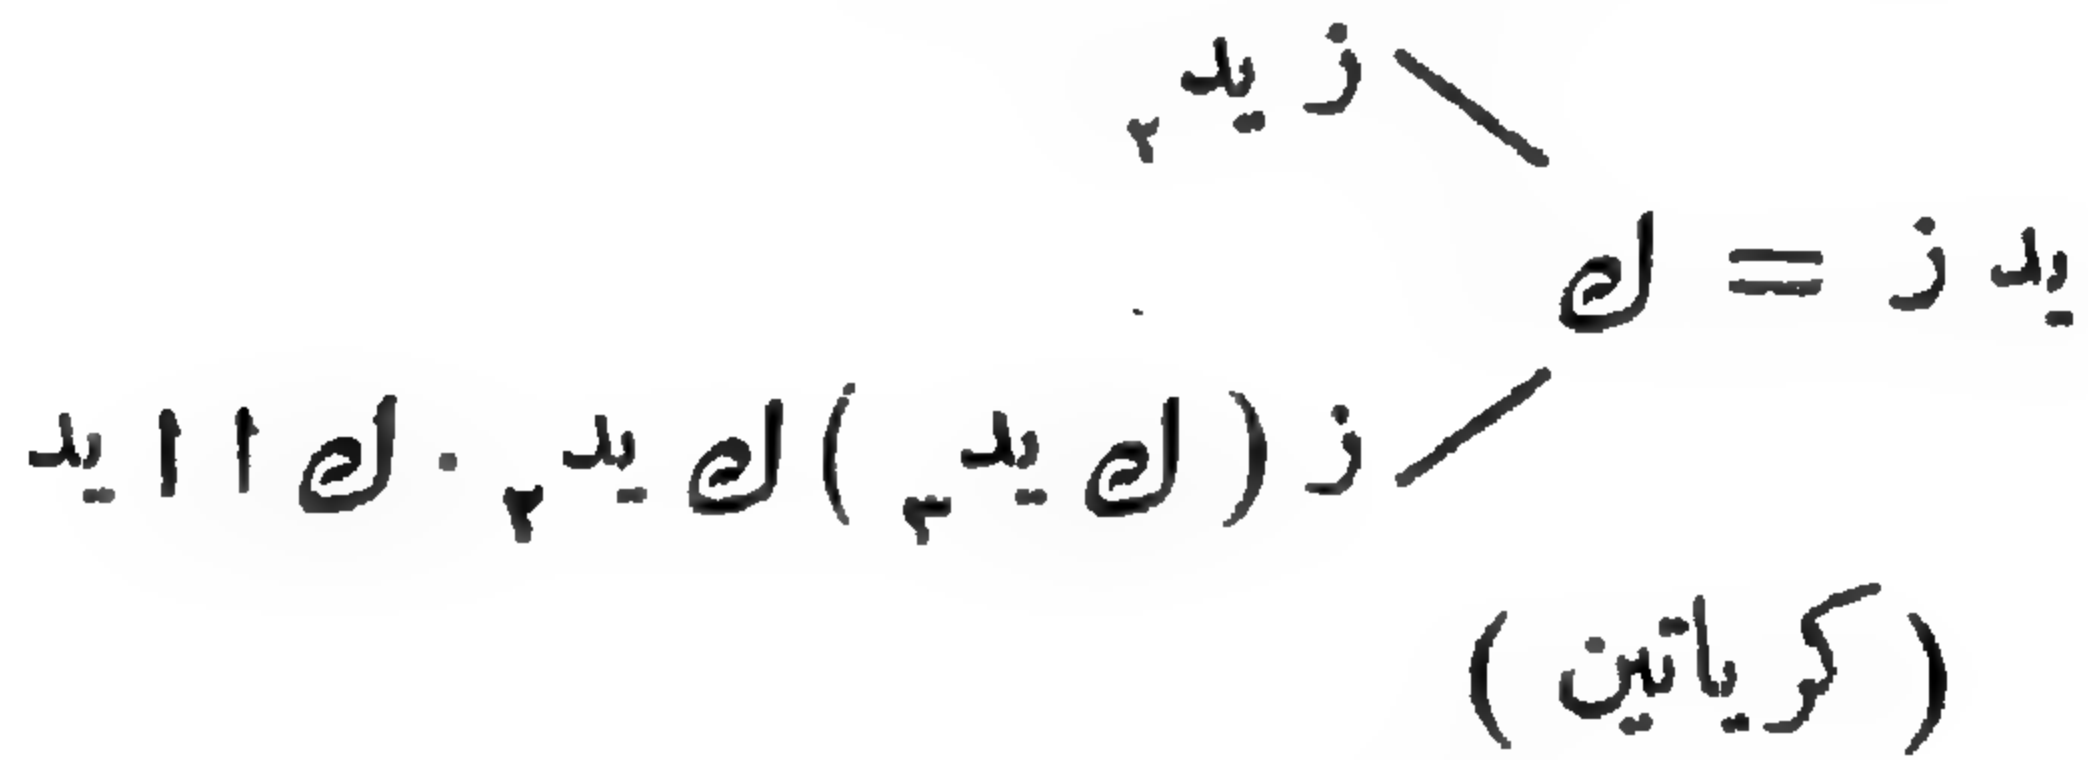 ز يد٢
يد ز = ك
ز (ك يد٣) ك يد٢ . ك ا ا يد
(كرياتين)